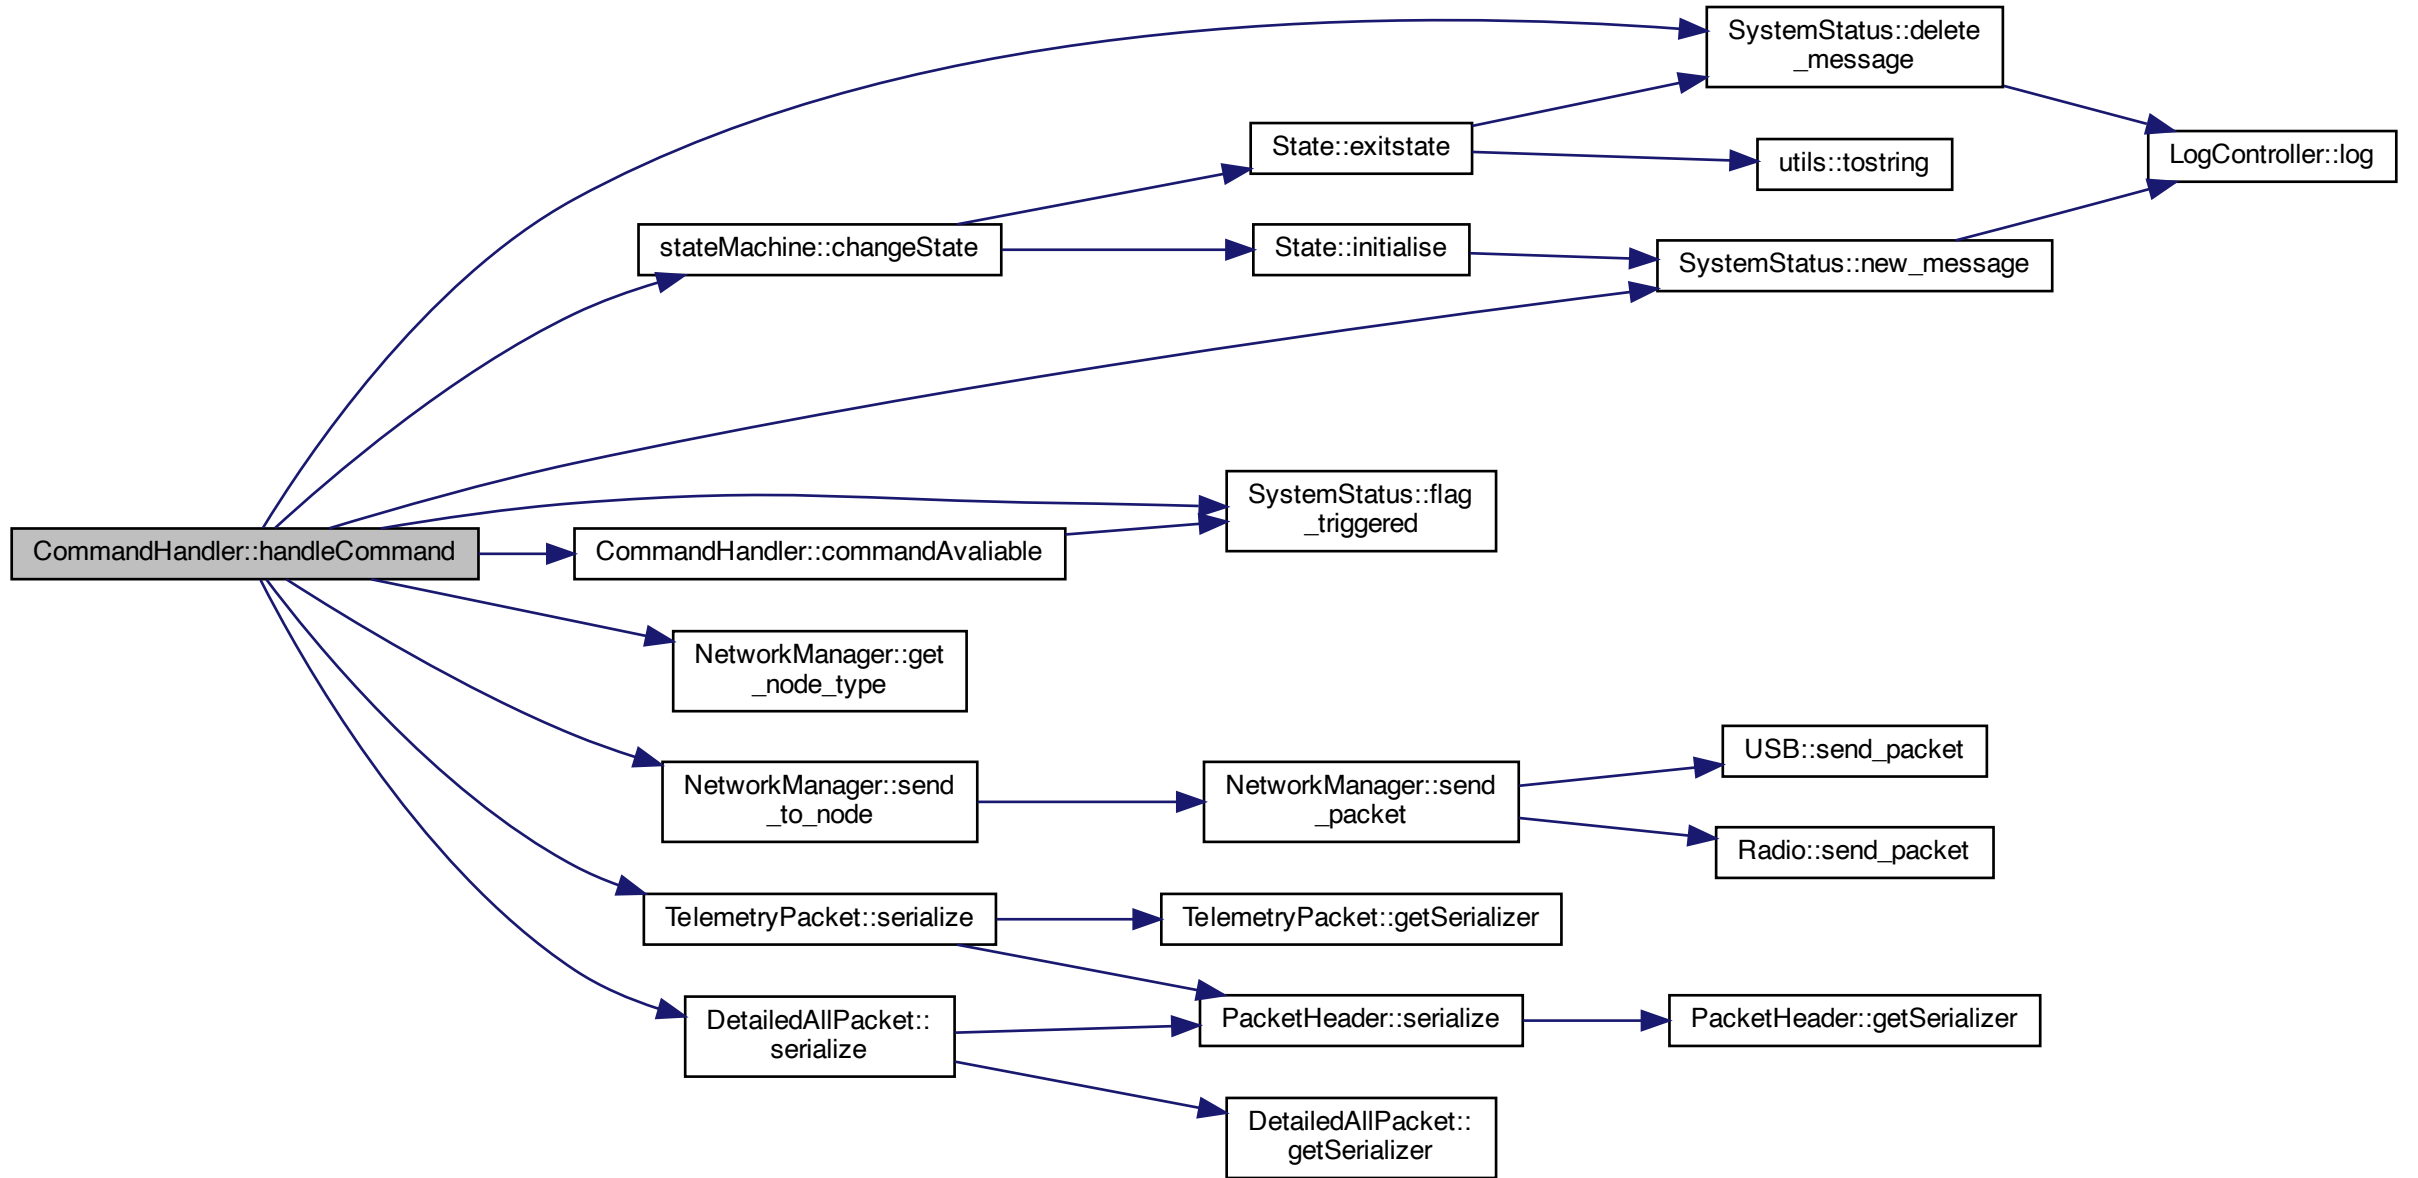 SystemStatus::delete
_message
State::exitstate
utils::tostring
LogController::log
stateMachine::changeState
State::initialise
SystemStatus::new_message
SystemStatus::flag
_triggered
CommandHandler::handleCommand
CommandHandler::commandAvaliable
NetworkManager::get
_node_type
NetworkManager::send
_to_node
NetworkManager::send
_packet
USB::send_packet
Radio::send_packet
TelemetryPacket::serialize
TelemetryPacket::getSerializer
DetailedAllPacket::
serialize
PacketHeader::serialize
PacketHeader::getSerializer
DetailedAllPacket::
getSerializer